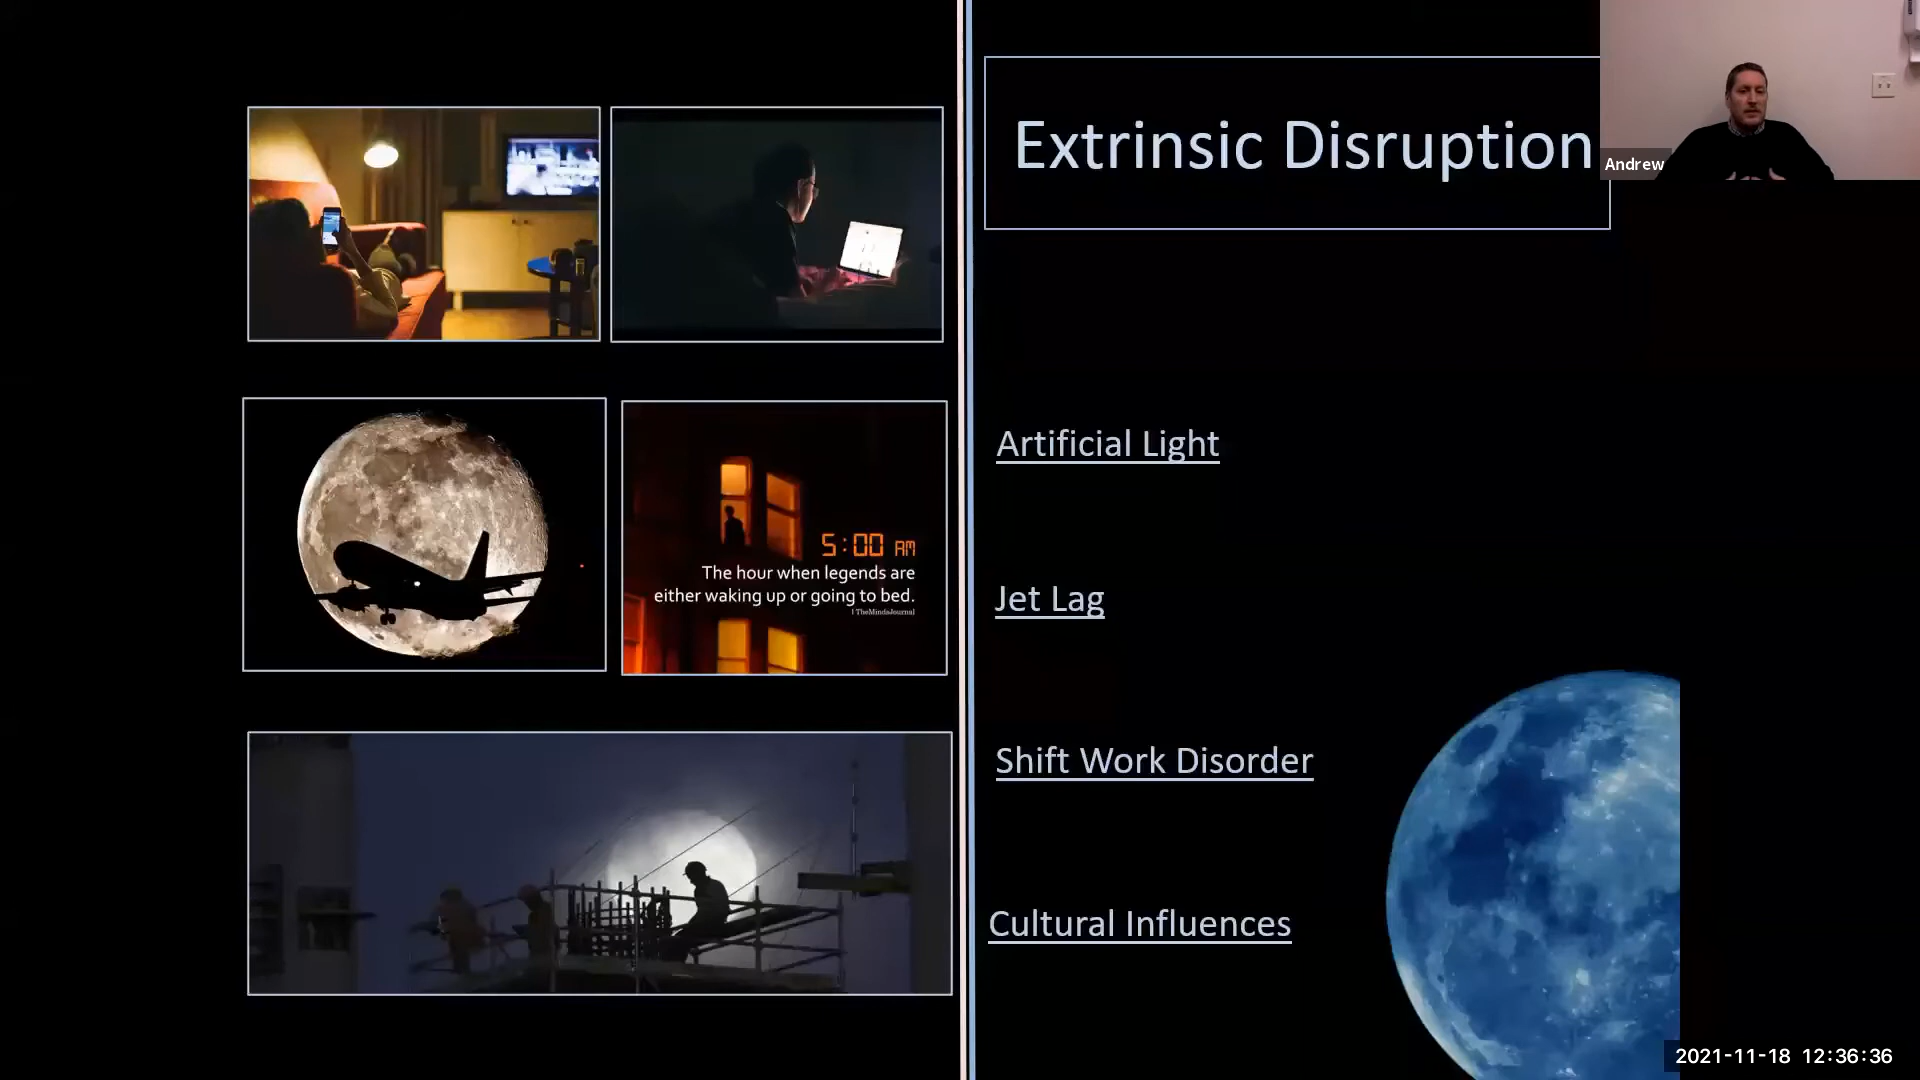 Extrinsic Disruption
Andrew
5:00 AM
The hour when legends are
either waking up or going to bed.
| TheMindsJournal
Artificial Light
Jet Lag
Shift Work Disorder
Cultural Influences
2021-11-18 12:36:36